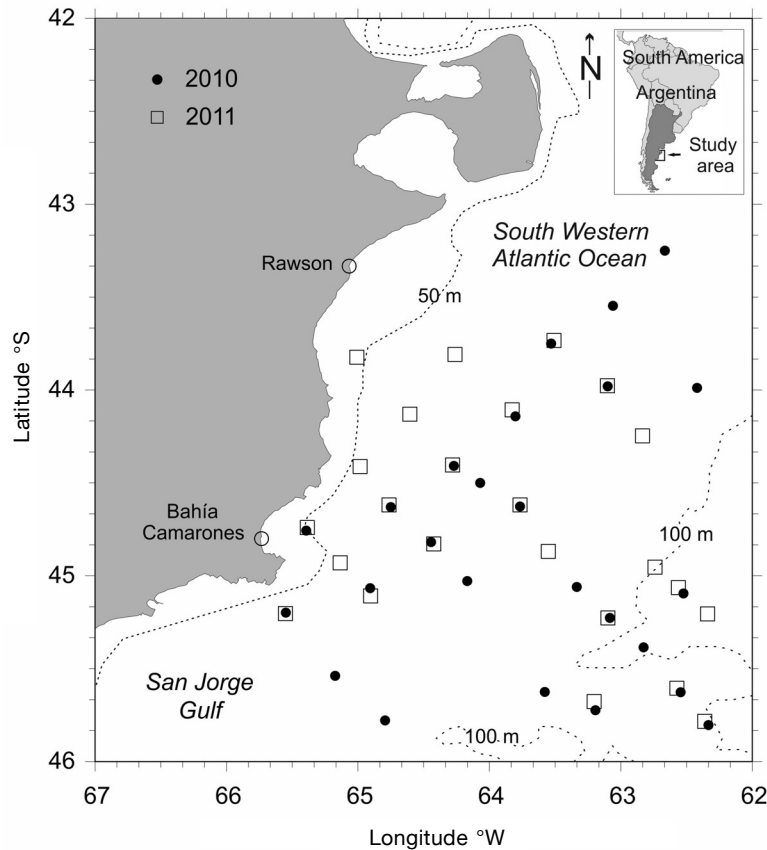 42
2010
2011
N
South America
Argentina
Study
area
43
South Western
Atlantic Ocean
Rawson
50 m
Latitude °S
44
Bahía
Camarones
100 m
45
San Jorge
Gulf
100 m
46
67
66
65
64
63
62
Longitude °W